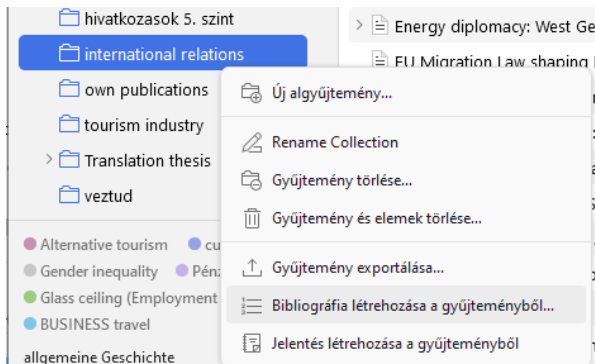 hivatkozasok 5. szint
international relations
own publications
tourism industry
Translation thesis
veztud
Alternative tourism
Gender inequality
Glass ceiling (Employment
BUSINESS travel
allgemeine Geschichte
Energy diplomacy: West Ge
EU Migration Law shaping
Új algyűjtemény...
Rename Collection
Gyűjtemény törlése...
Gyűjtemény és elemek törlése...
Gyűjtemény exportálása...
Bibliográfia létrehozása a gyűjteményből...
Jelentés létrehozása a gyűjteményből